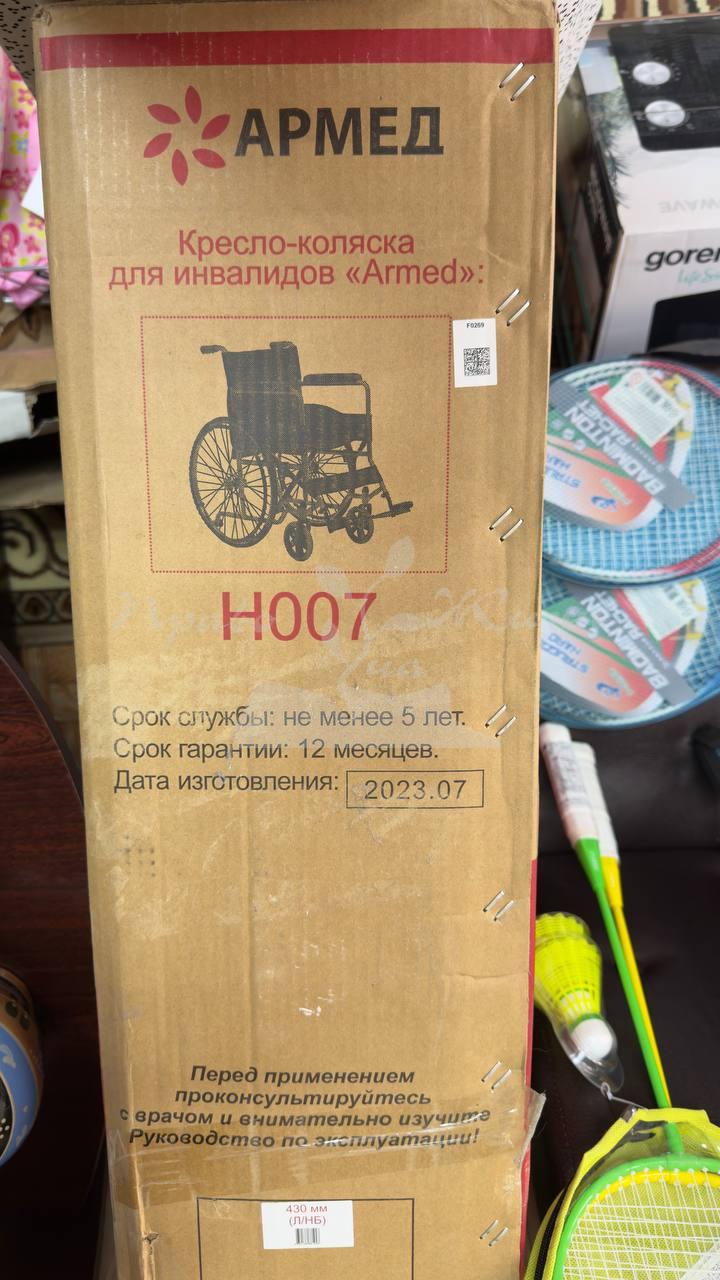 АРМЕД
Кресло-коляска
для инвалидов «Armed»:
F0269
H007
Срок службы: не менее 5 лет.
Срок гарантии: 12 месяцев.
Дата изготовления: 2023.07
Перед применением
проконсультируйтесь
с врачом и внимательно изучите
Руководство по эксплуатации!
430 мм
(Л/НБ)
BADMINTON
BADMINTON